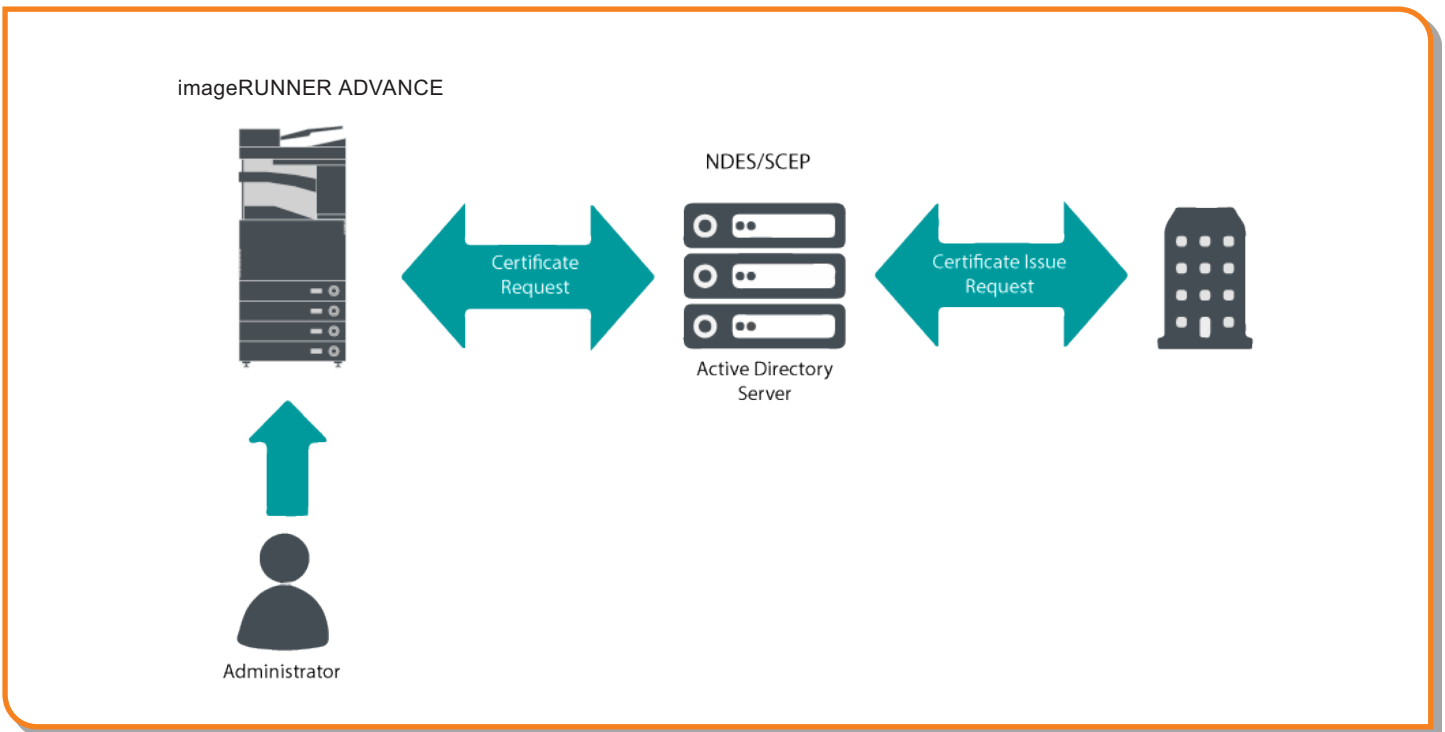 imageRUNNER ADVANCE
NDES/SCEP
Certificate
Request
Certificate Issue
Request
Active Directory
Server
Administrator